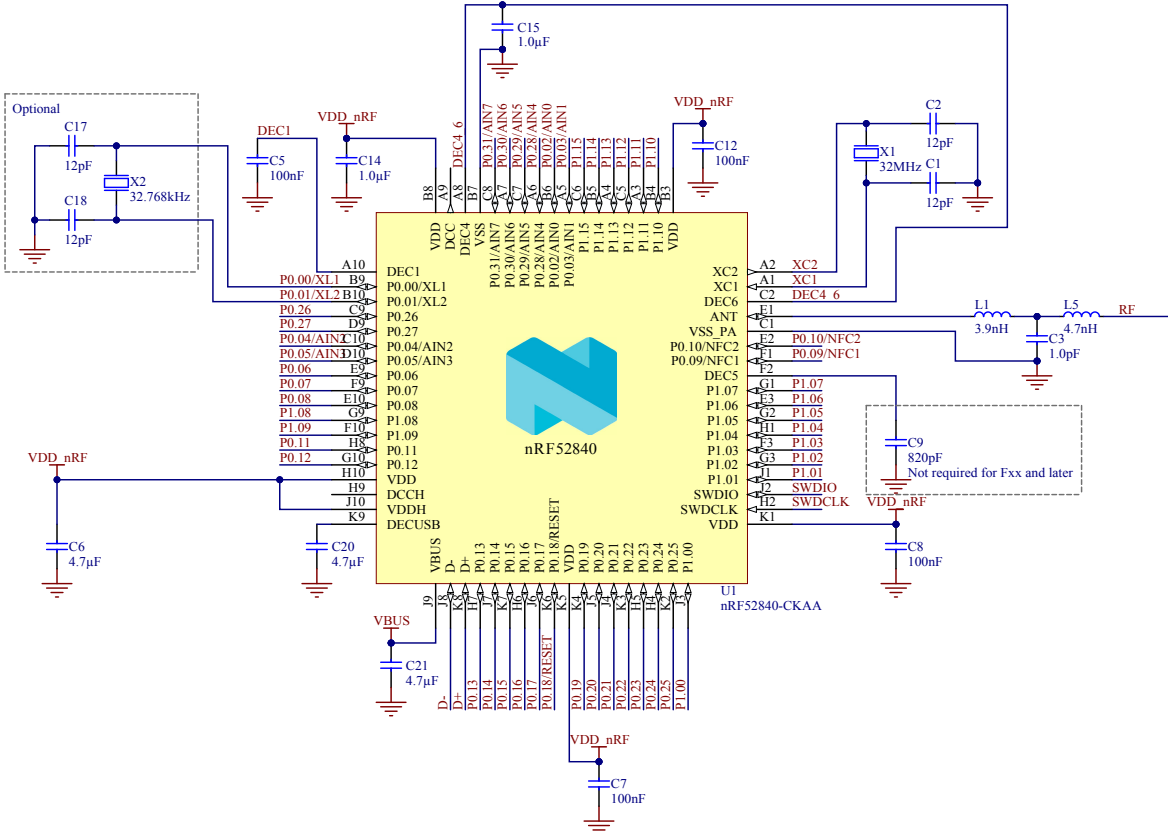 C15
1.0µF
Optional
C17
12pF
X2
32.768kHz
C18
12pF
DEC1
C5
100nF
VDD_nRF
C14
1.0µF
DEC4_6
P0.31/AIN7
P0.30/AIN6
P0.29/AIN5
P0.28/AIN4
P0.02/AIN0
P0.03/AIN1
P1.15
P1.14
P1.13
P1.12
P1.11
P1.10
VDD_nRF
C12
100nF
C2
12pF
X1
32MHz
C1
12pF
B8
A9
A8
B7
C8
A7
C7
A6
B6
A5
C6
B5
A4
C5
A3
B4
B3
VDD
DCC
DEC4
VSS
P0.31/AIN7
P0.30/AIN6
P0.29/AIN5
P0.28/AIN4
P0.02/AIN0
P0.03/AIN1
P1.15
P1.14
P1.13
P1.12
P1.11
P1.10
VDD
A10 DEC1
P0.00/XL1 B9 P0.00/XL1
P0.01/XL2 B10 P0.01/XL2
P0.26 C9 P0.26
P0.27 D9 P0.27
P0.04/AIN2 C10 P0.04/AIN2
P0.05/AIN3 D10 P0.05/AIN3
P0.06 E9 P0.06
P0.07 F9 P0.07
P0.08 E10 P0.08
P1.08 G9 P1.08
P1.09 F10 P1.09
P0.11 H8 P0.11
P0.12 G10 P0.12
H10 VDD
H9 DCCH
J10 VDDH
K9 DECUSB
XC2 A2 XC2
XC1 A1 XC1
DEC6 C2 DEC4_6
ANT E1
VSS_PA C1
P0.10/NFC2 E2 P0.10/NFC2
P0.09/NFC1 F1 P0.09/NFC1
DEC5 F2
P1.07 G1 P1.07
P1.06 E3 P1.06
P1.05 G2 P1.05
P1.04 H1 P1.04
P1.03 F3 P1.03
P1.02 G3 P1.02
P1.01 J1 P1.01
SWDIO J2 SWDIO
SWDCLK H2 SWDCLK
VDD K1
L1
3.9nH
L5
4.7nH
RF
C3
1.0pF
C9
820pF
Not required for Fxx and later
VDD_nRF
C8
100nF
nRF52840
VDD_nRF
C6
4.7µF
C20
4.7µF
VBUS
D-
D+
P0.13
P0.14
P0.15
P0.16
P0.17
P0.18/RESET
VDD
P0.19
P0.20
P0.21
P0.22
P0.23
P0.24
P0.25
P1.00
U1
nRF52840-CKAA
J9
J8
K8
H7
J7
K7
H6
J6
K6
K5
K4
J5
J4
K3
H5
H4
K2
J3
VBUS
C21
4.7µF
D-
D+
P0.13
P0.14
P0.15
P0.16
P0.17
P0.18/RESET
P0.19
P0.20
P0.21
P0.22
P0.23
P0.24
P0.25
P1.00
VDD_nRF
C7
100nF